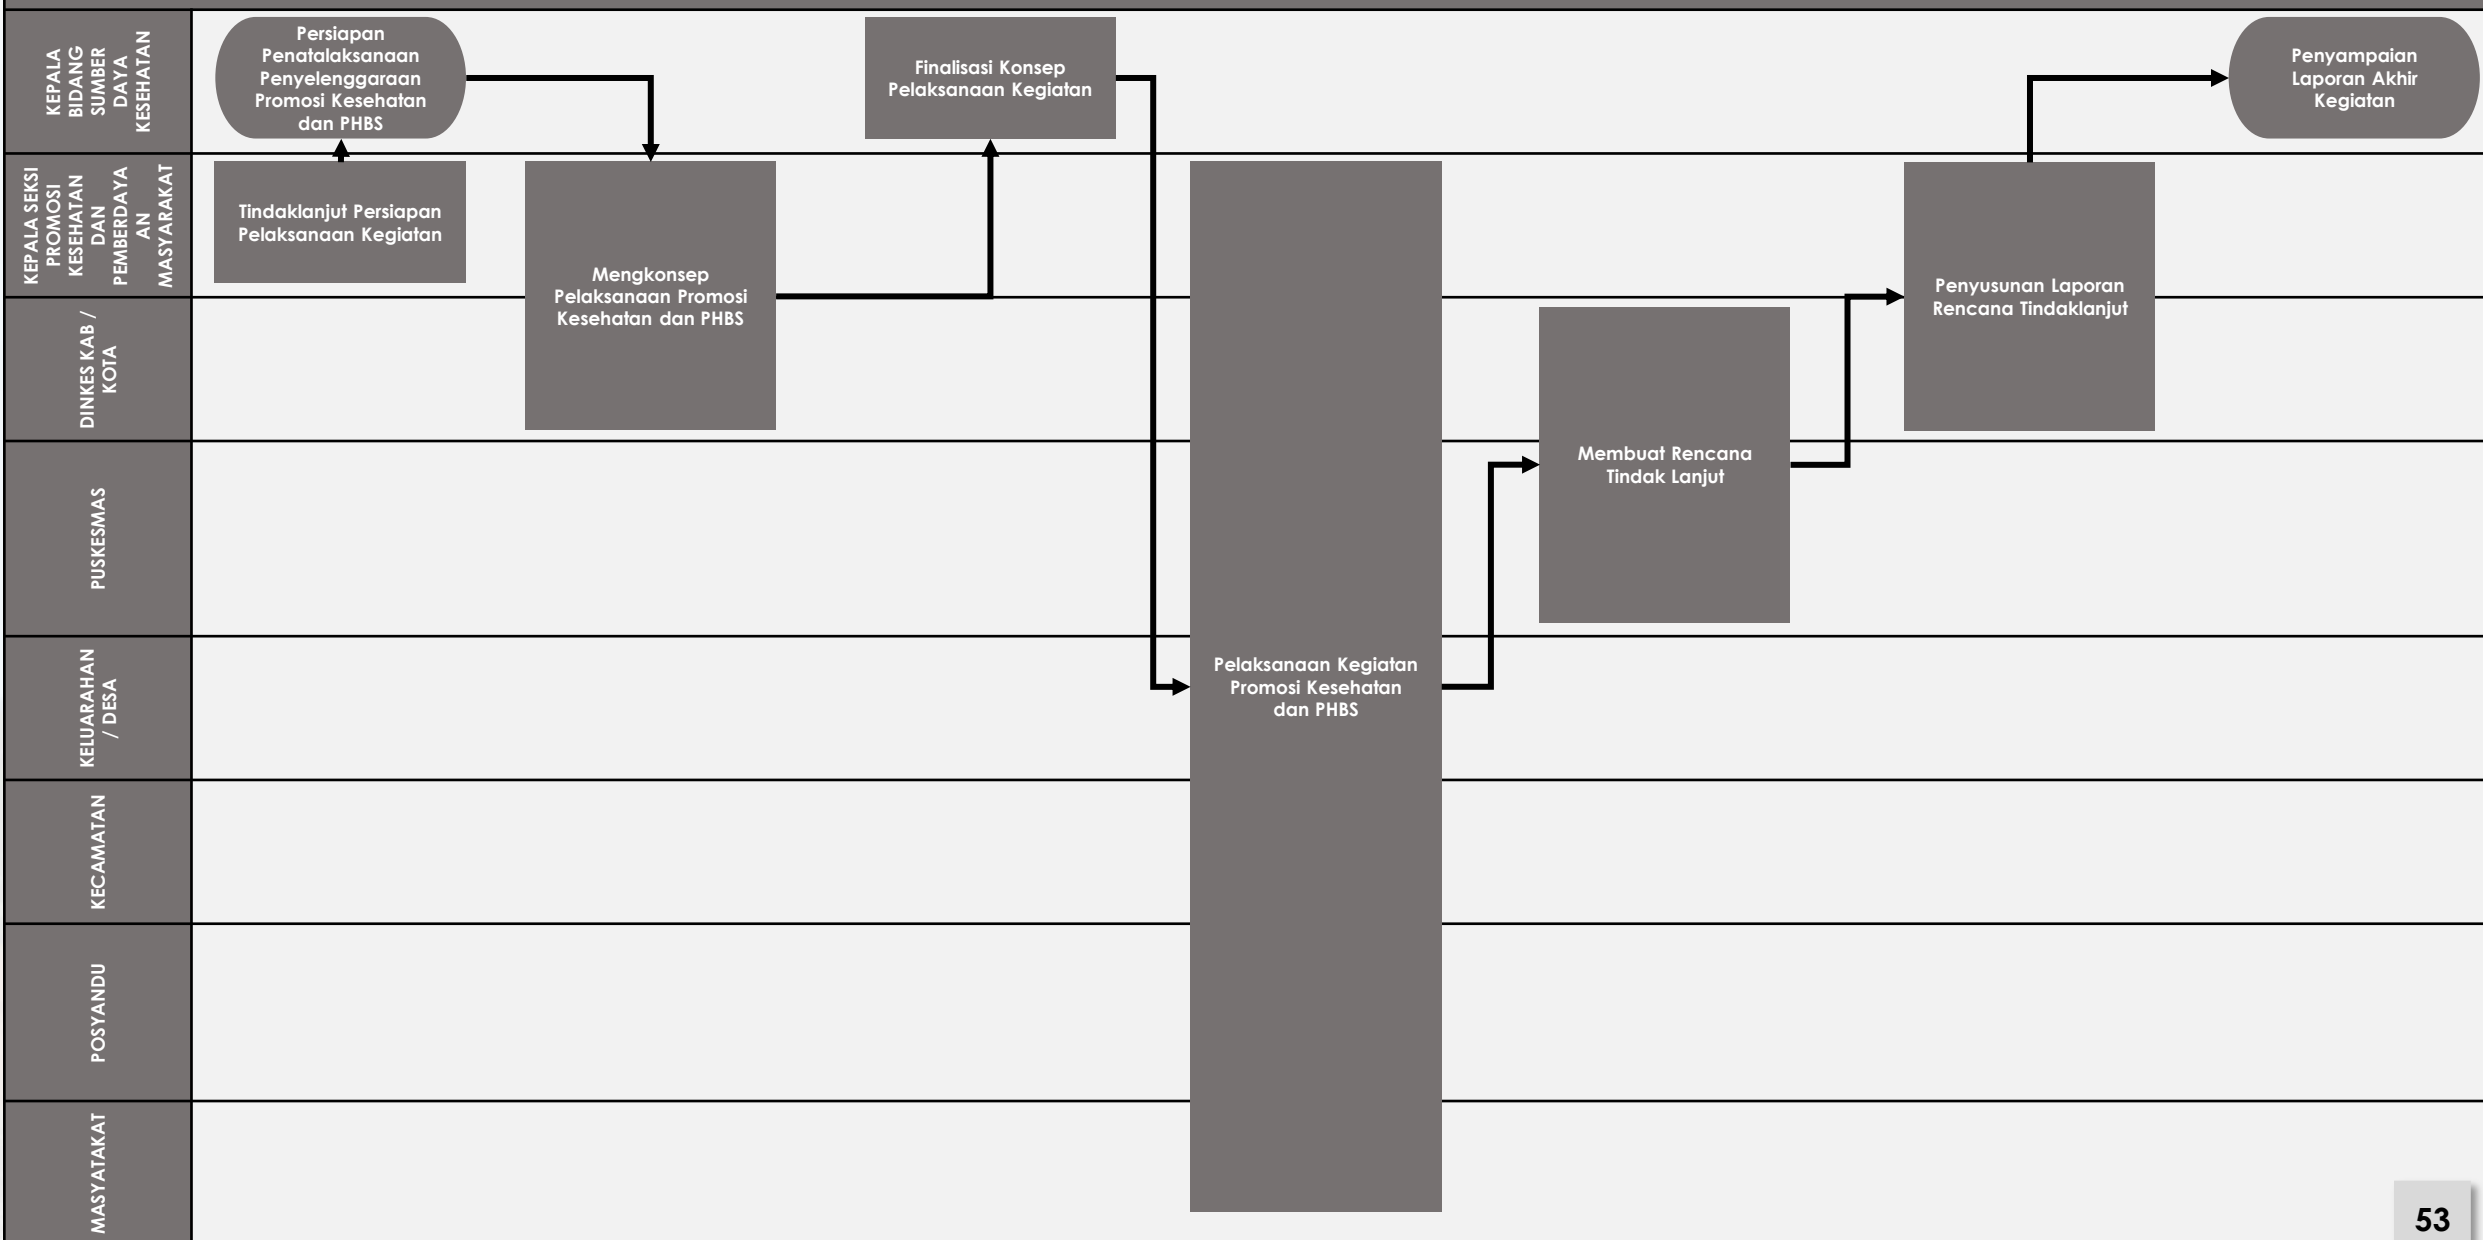 KEPALA
BIDANG
SUMBER
DAYA
KESEHATAN
Persiapan
Penatalaksanaan
Penyelenggaraan
Promosi Kesehatan
dan PHBS
Finalisasi Konsep
Pelaksanaan Kegiatan
Penyampaian
Laporan Akhir
Kegiatan
KEPALA SEKSI
PROMOSI
KESEHATAN
DAN
PEMBERDAYA
AN
MASYARAKAT
Tindaklanjut Persiapan
Pelaksanaan Kegiatan
Mengkonsep
Pelaksanaan Promosi
Kesehatan dan PHBS
Penyusunan Laporan
Rencana Tindaklanjut
DINKES KAB /
KOTA
PUSKESMAS
Membuat Rencana
Tindak Lanjut
KELUARAHAN
/ DESA
Pelaksanaan Kegiatan
Promosi Kesehatan
dan PHBS
KECAMATAN
POSYANDU
MASYATAKAT
53